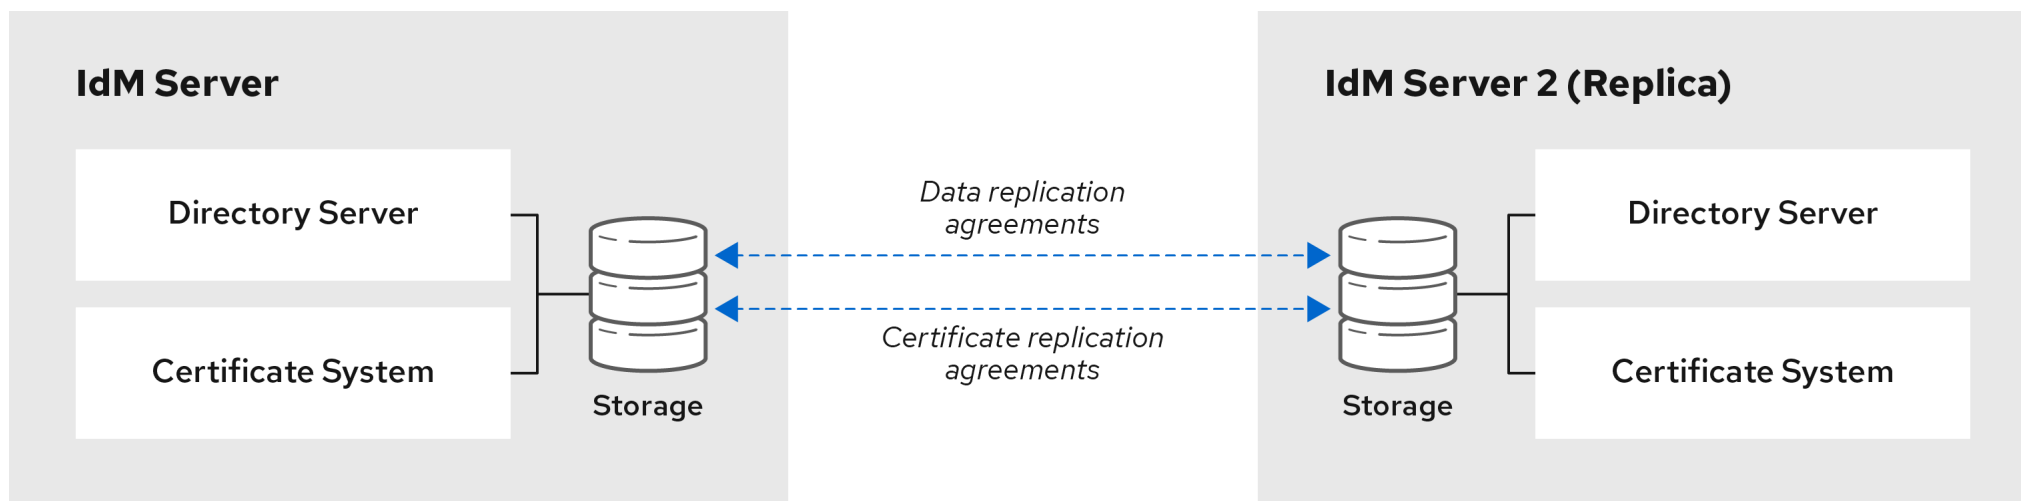 IdM Server
Directory Server
Certificate System
Storage
Data replication
agreements
Certificate replication
agreements
IdM Server 2 (Replica)
Storage
Directory Server
Certificate System